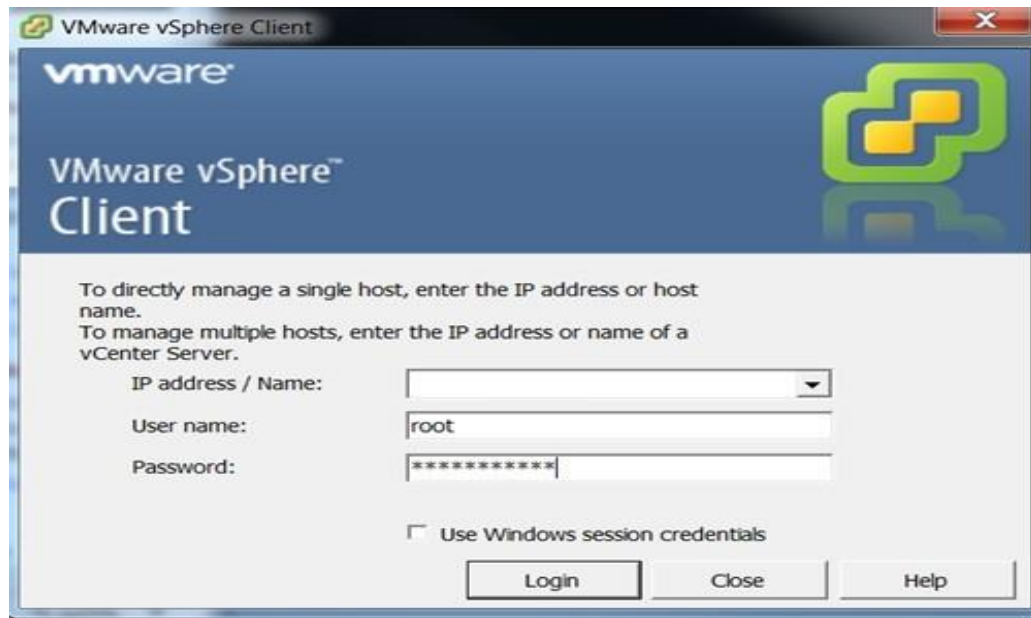 VMware vSphere Client
vmware
VMware vSphere™
Client
To directly manage a single host, enter the IP address or host
name.
To manage multiple hosts, enter the IP address or name of a
vCenter Server.
IP address / Name:
User name: root
Password: ***********
Use Windows session credentials
Login Close Help